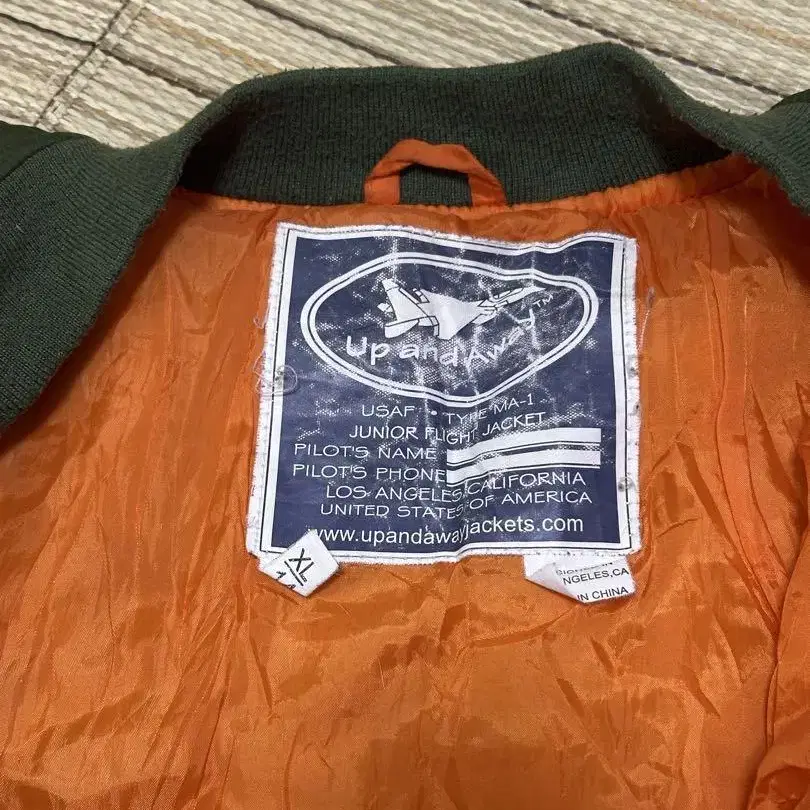 Up and Away™
USAF • TYPE MA-1
JUNIOR FLIGHT JACKET
PILOT'S NAME
PILOT'S PHONE
LOS ANGELES, CALIFORNIA
UNITED STATES OF AMERICA
www.upandawayjackets.com
XL
NGELES,CA
IN CHINA